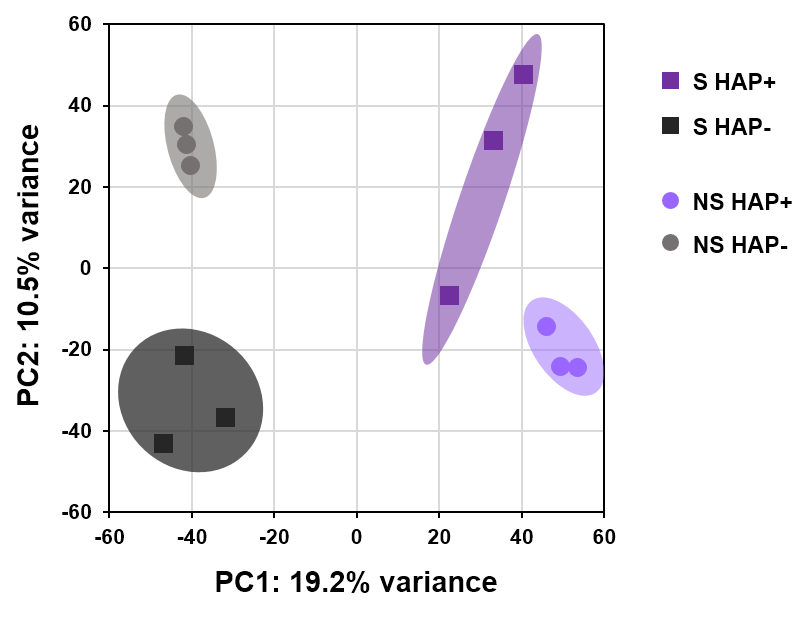 60
40
20
0
-20
-40
-60
PC2: 10.5% variance
-60 -40 -20 0 20 40 60
PC1: 19.2% variance
S HAP+
S HAP-
NS HAP+
NS HAP-